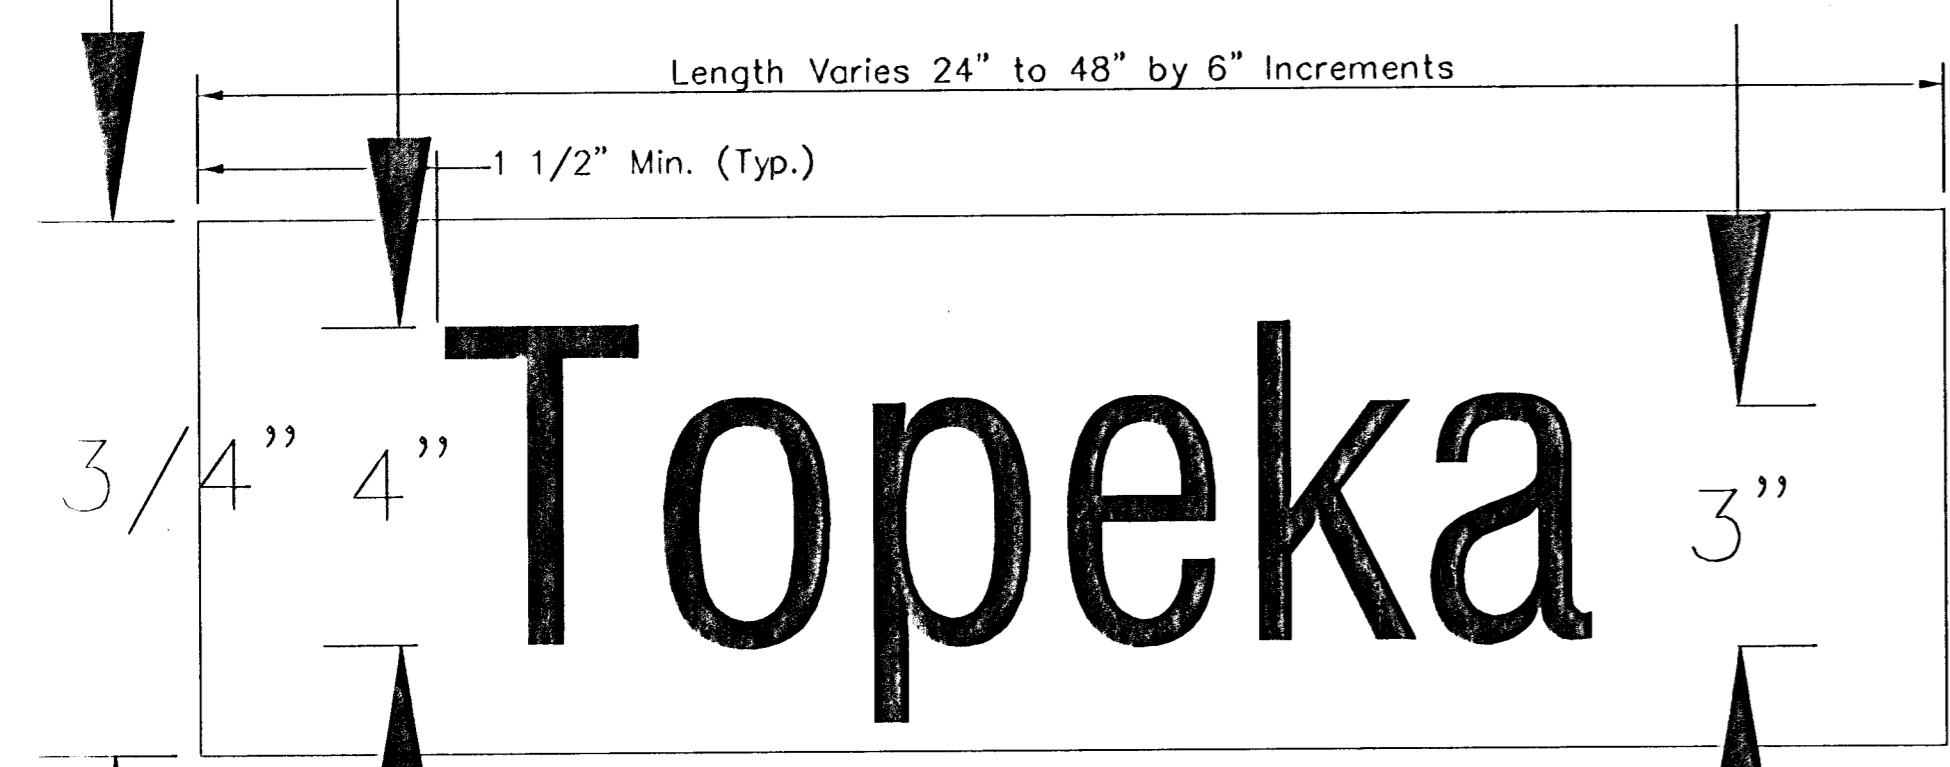 Length Varies 24" to 48" by 6" Increments
1 1/2" Min. (Typ.)
3/4" 4" Topeka 3"